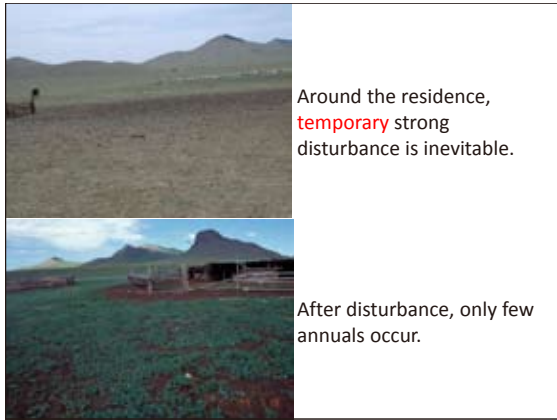 Around the residence,
temporary strong
disturbance is inevitable.
After disturbance, only few
annuals occur.